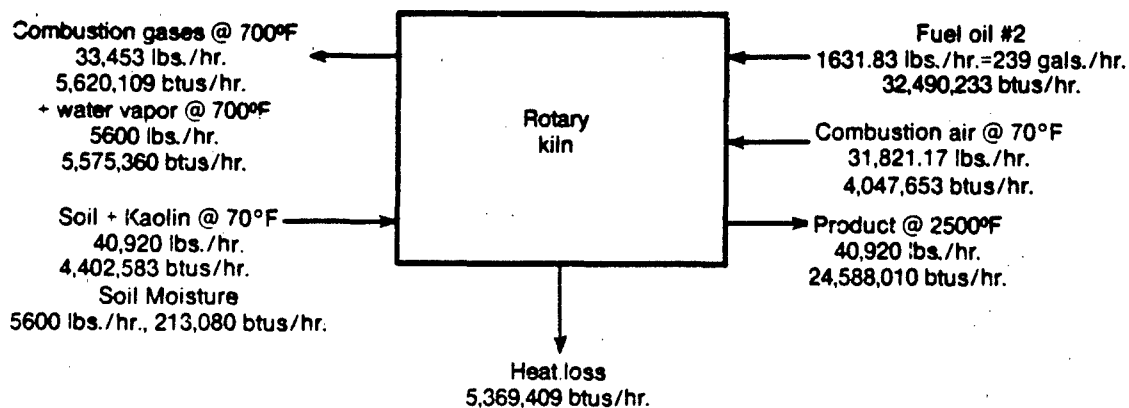 Combustion gases @ 700ºF
33,453 lbs./hr.
5,620,109 btus/hr.
+ water vapor @ 700ºF
5600 lbs./hr.
5,575,360 btus/hr.
Soil + Kaolin @ 70°F
40,920 lbs./hr.
4,402,583 btus/hr.
Soil Moisture
5600 lbs./hr., 213,080 btus/hr.
Rotary
kiln
Fuel oil #2
1631.83 lbs./hr.=239 gals./hr.
32,490,233 btus/hr.
Combustion air @ 70°F
31,821.17 lbs./hr.
4,047,653 btus/hr.
Product @ 2500ºF
40,920 lbs./hr.
24,588,010 btus/hr.
Heat loss
5,369,409 btus/hr.